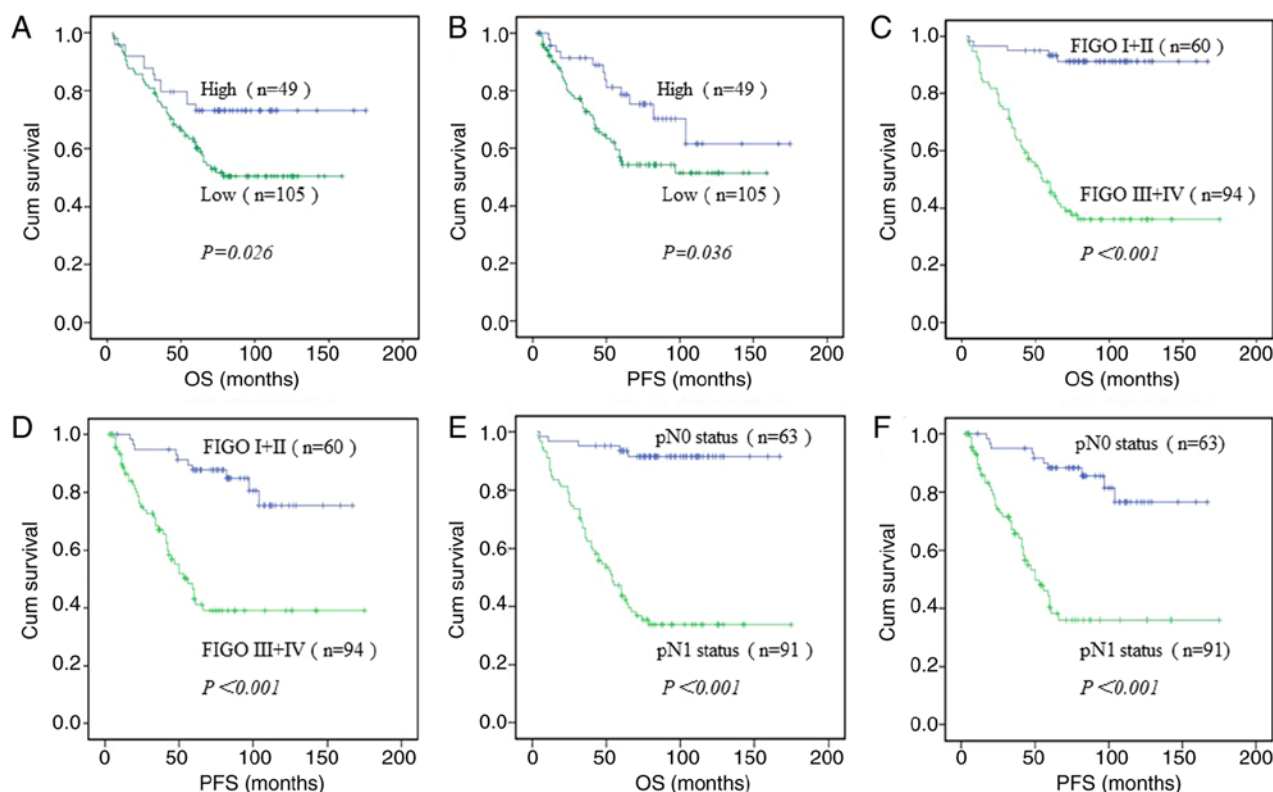 A
1.0
0.8
0.6
0.4
0.2
0.0
Cum survival
High ( n=49 )
Low ( n=105 )
P=0.026
0 50 100 150 200
OS (months)
B
1.0
0.8
0.6
0.4
0.2
0.0
Cum survival
High ( n=49 )
Low ( n=105 )
P=0.036
0 50 100 150 200
PFS (months)
C
1.0
0.8
0.6
0.4
0.2
0.0
Cum survival
FIGO I+II ( n=60 )
FIGO III+IV ( n=94 )
P<0.001
0 50 100 150 200
OS (months)
D
1.0
0.8
0.6
0.4
0.2
0.0
Cum survival
FIGO I+II ( n=60 )
FIGO III+IV ( n=94 )
P<0.001
0 50 100 150 200
PFS (months)
E
1.0
0.8
0.6
0.4
0.2
0.0
Cum survival
pN0 status ( n=63 )
pN1 status ( n=91 )
P<0.001
0 50 100 150 200
OS (months)
F
1.0
0.8
0.6
0.4
0.2
0.0
Cum survival
pN0 status ( n=63)
pN1 status ( n=91)
P<0.001
0 50 100 150 200
PFS (months)